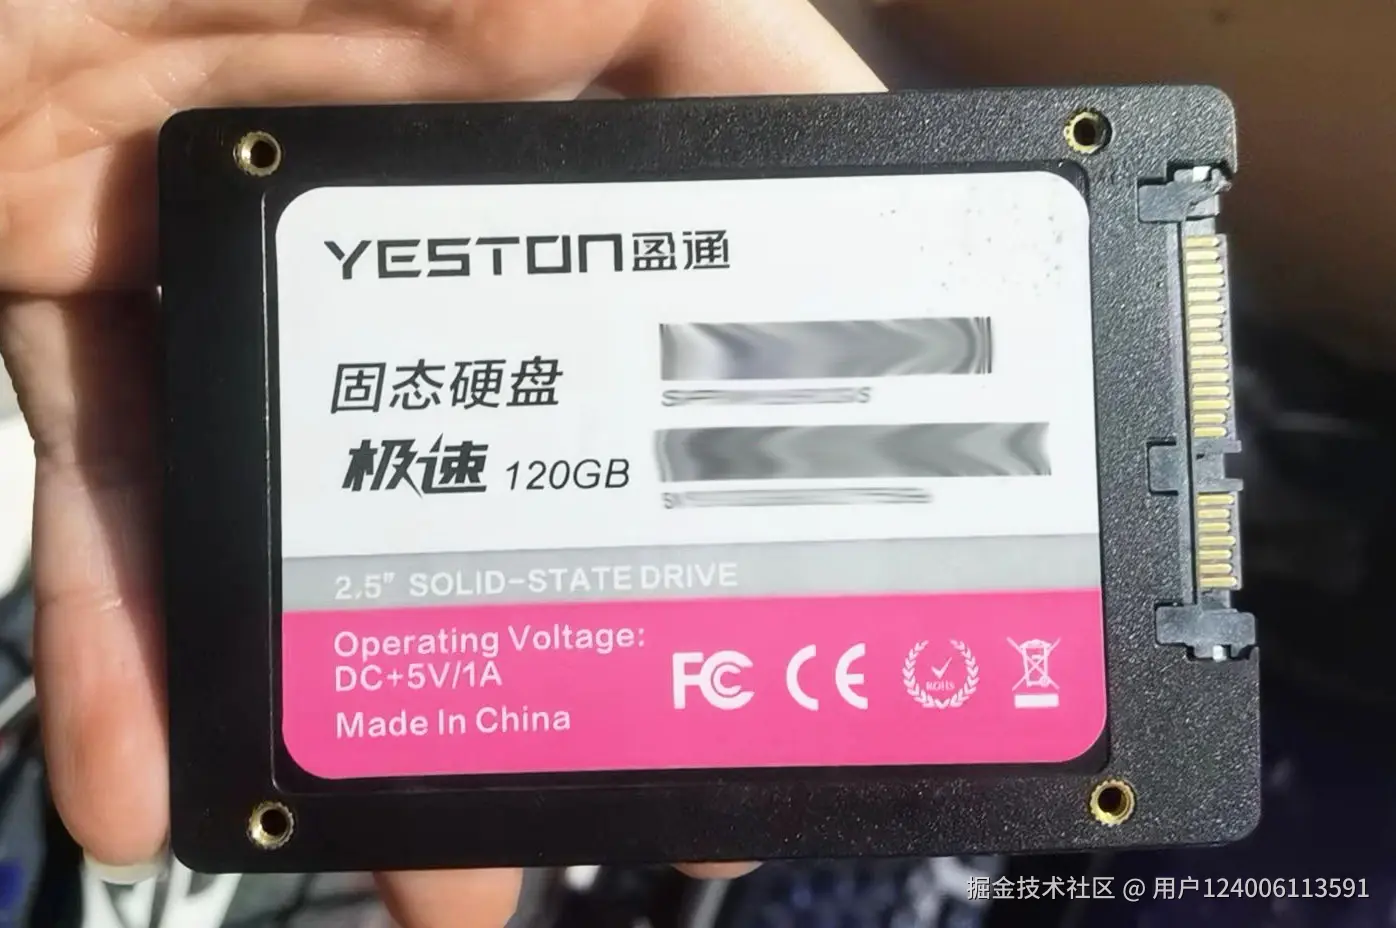 YESTON盈通
固态硬盘
极速 120GB
2.5" SOLID-STATE DRIVE
Operating Voltage:
DC+5V/1A
Made In China
FC CE ROHS
掘金技术社区 @ 用户124006113591